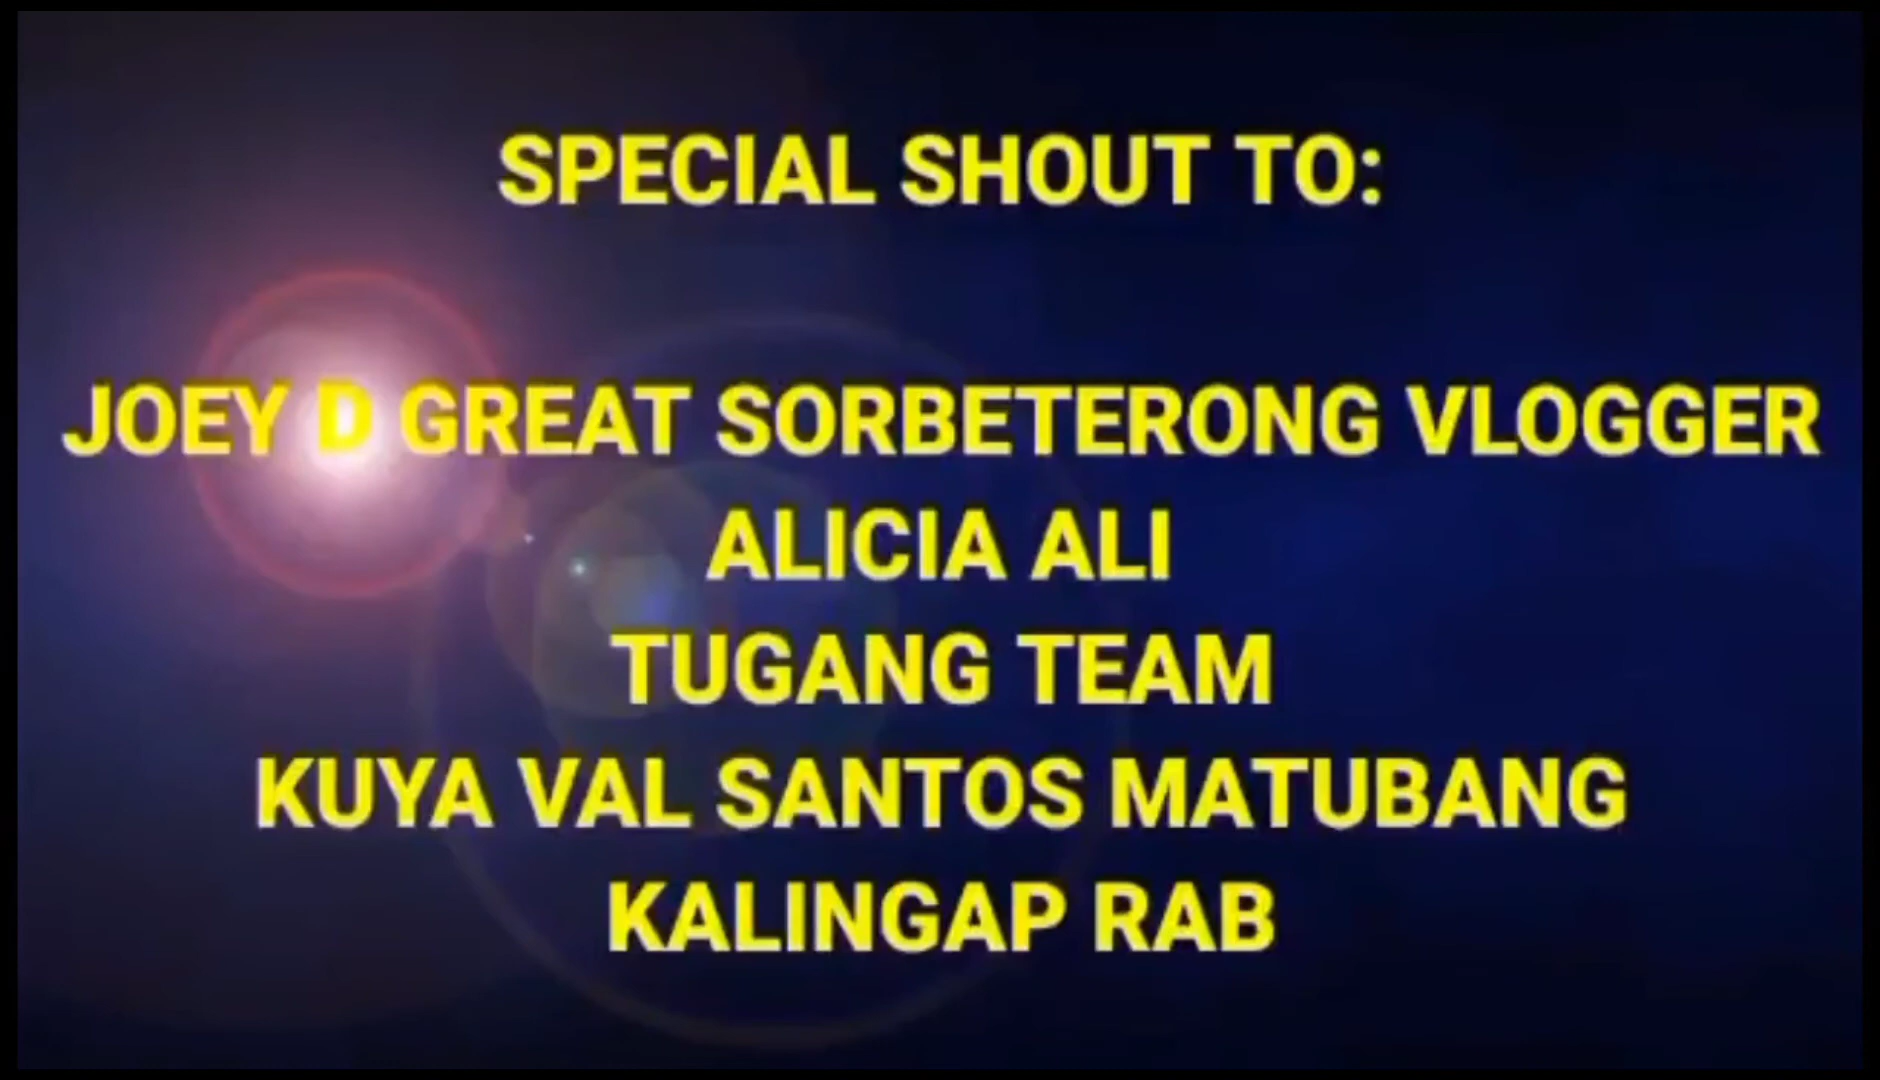 SPECIAL SHOUT TO:
JOEY D GREAT SORBETERONG VLOGGER
ALICIA ALI
TUGANG TEAM
KUYA VAL SANTOS MATUBANG
KALINGAP RAB